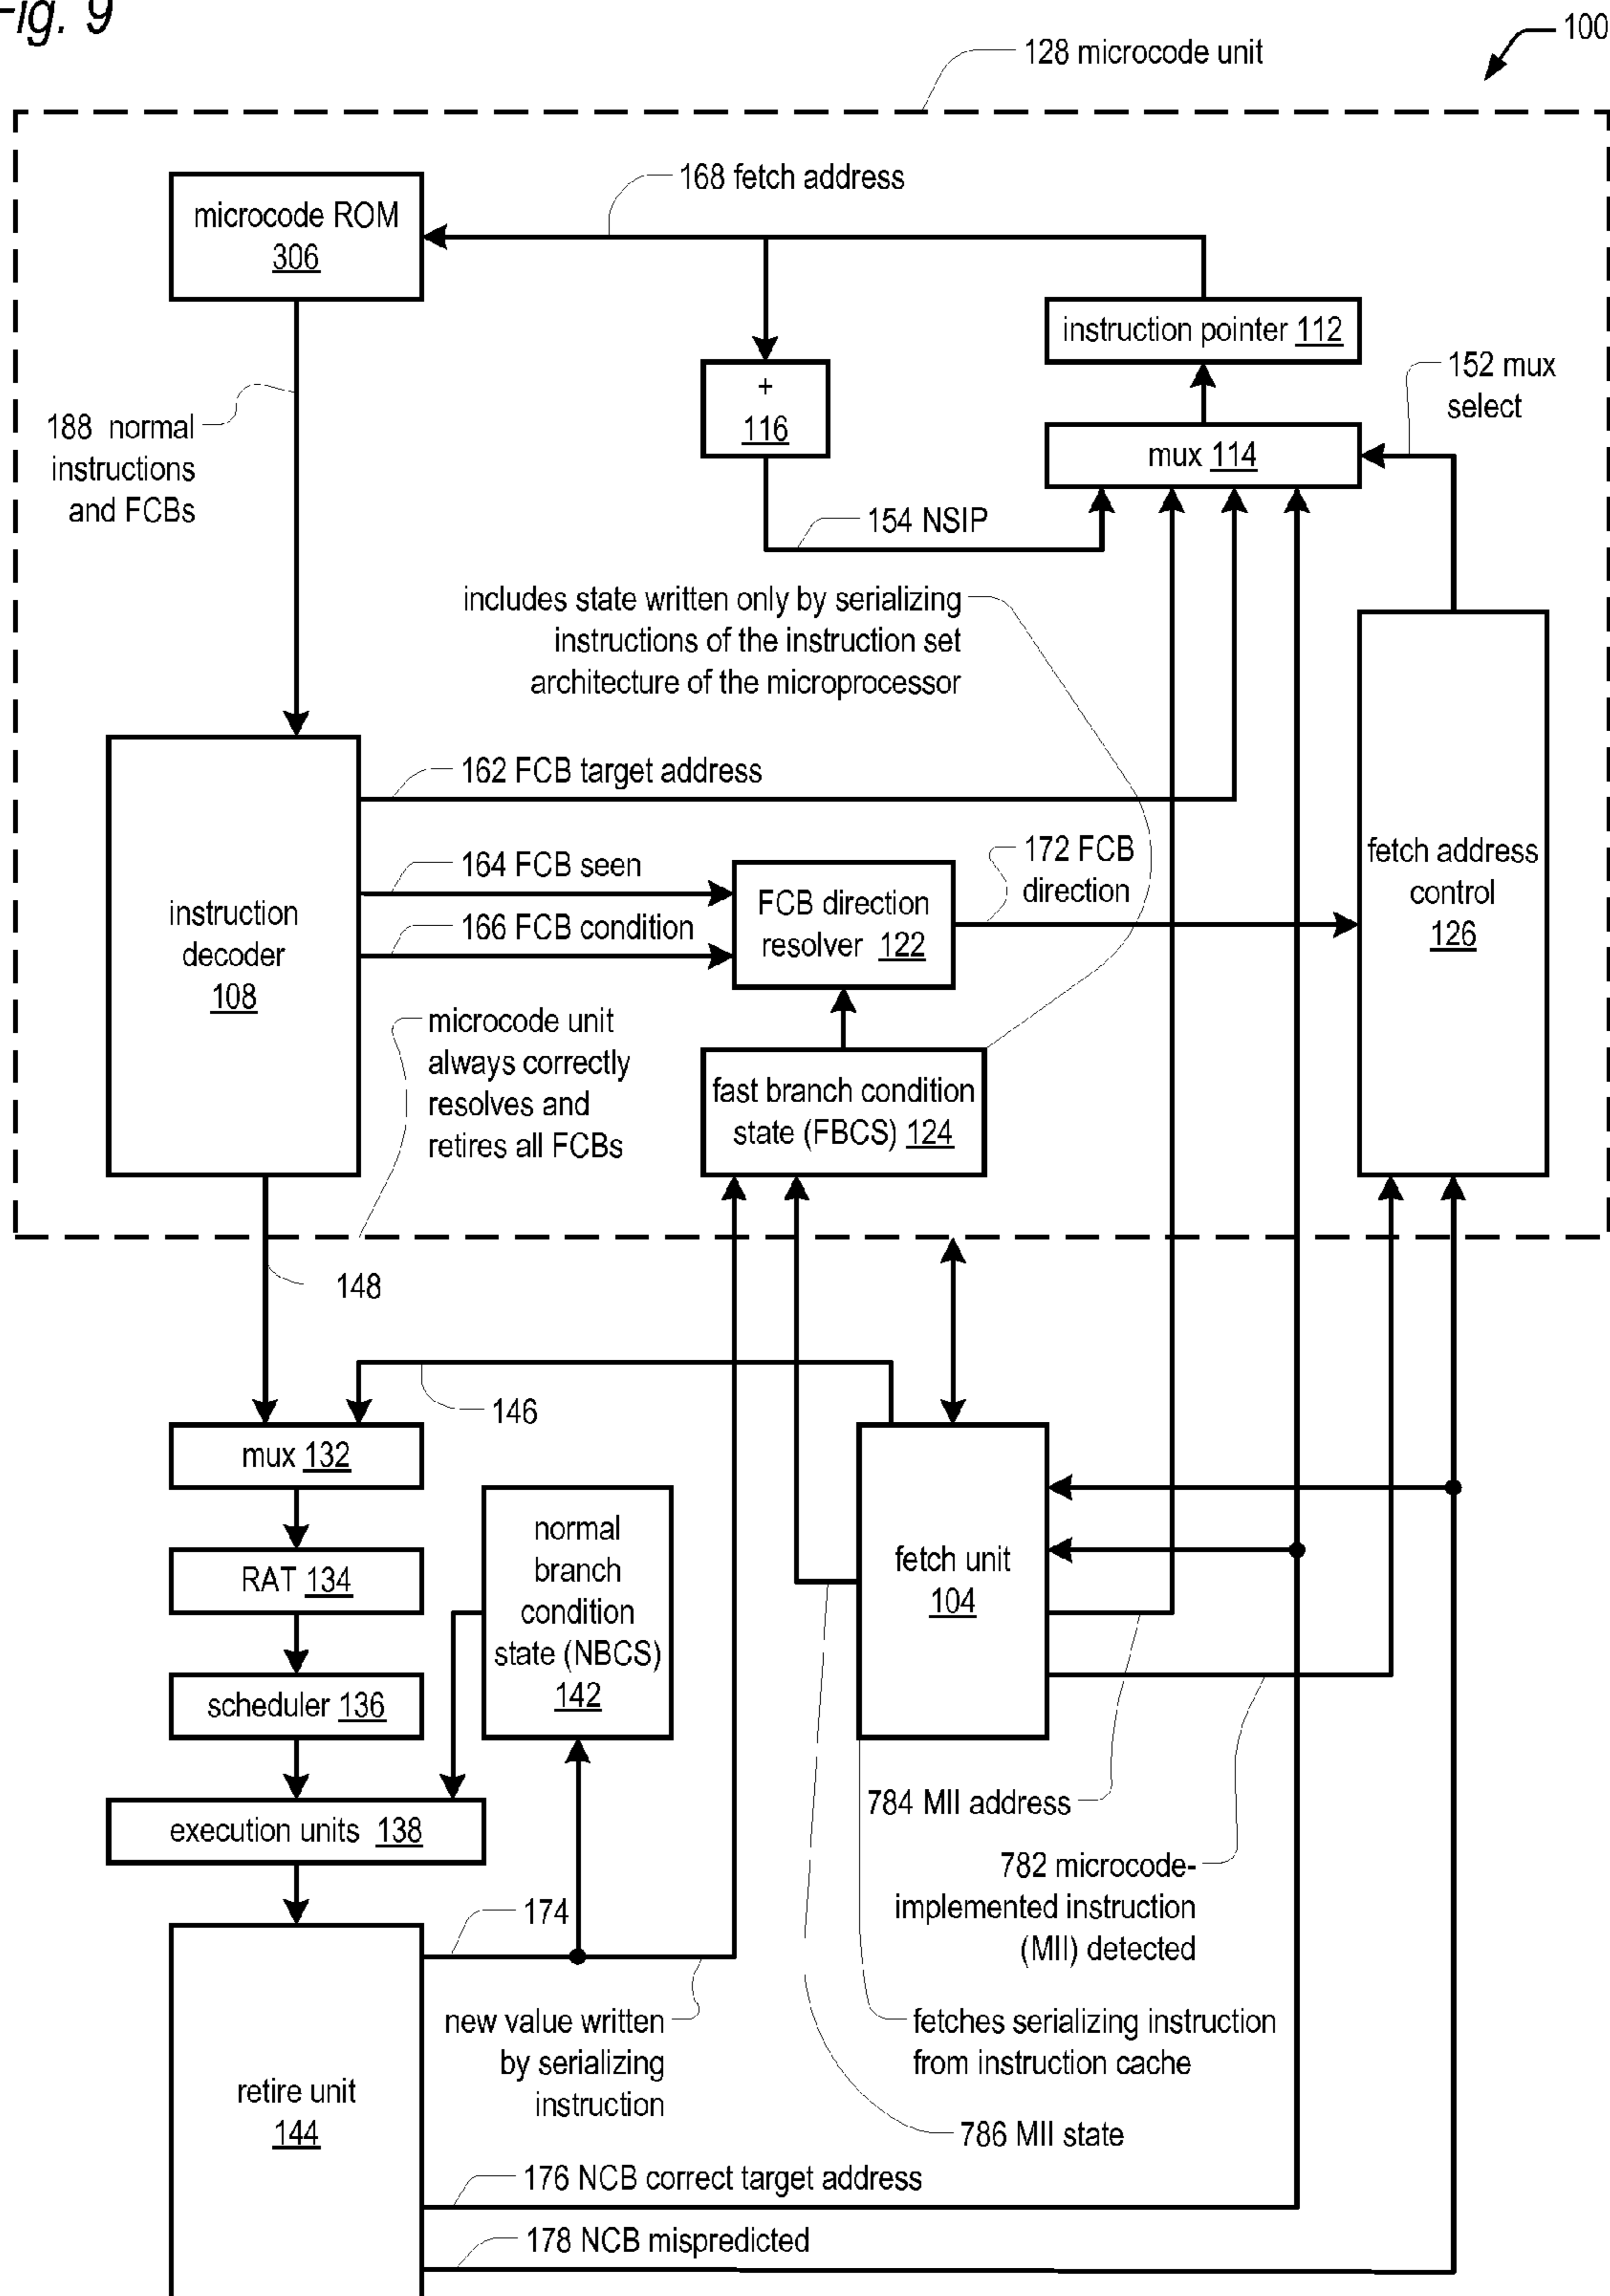 Fig. 9
100
128 microcode unit
168 fetch address
microcode ROM
306
instruction pointer 112
152 mux
select
+
116
188 normal
instructions
and FCBs
mux 114
154 NSIP
includes state written only by serializing
instructions of the instruction set
architecture of the microprocessor
162 FCB target address
164 FCB seen
166 FCB condition
FCB direction
resolver 122
172 FCB
direction
fetch address
control
126
instruction
decoder
108
microcode unit
always correctly
resolves and
retires all FCBs
fast branch condition
state (FBCS) 124
148
146
mux 132
normal
branch
condition
state (NBCS)
142
fetch unit
104
RAT 134
scheduler 136
784 MII address
execution units 138
782 microcode-
implemented instruction
(MII) detected
174
new value written
by serializing
instruction
fetches serializing instruction
from instruction cache
retire unit
144
786 MII state
176 NCB correct target address
178 NCB mispredicted